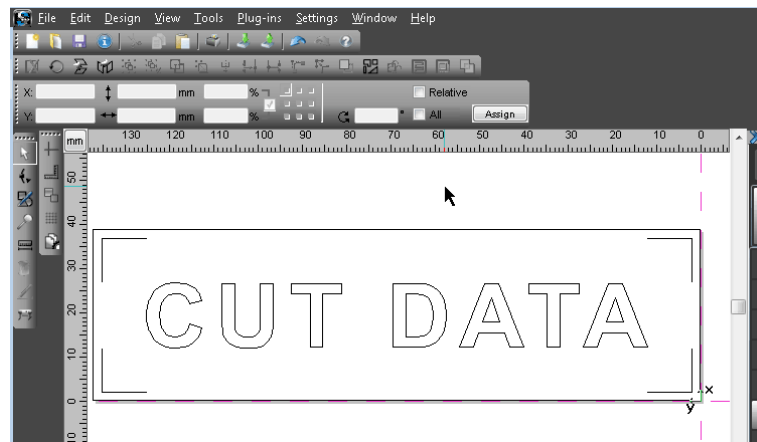 File Edit Design View Tools Plug-ins Settings Window Help
X: mm % Relative
Y: mm % ° All Assign
mm 130 120 110 100 90 80 70 60 50 40 30 20 10 0
50
40
30
20
10
0
10
CUT DATA
x
y